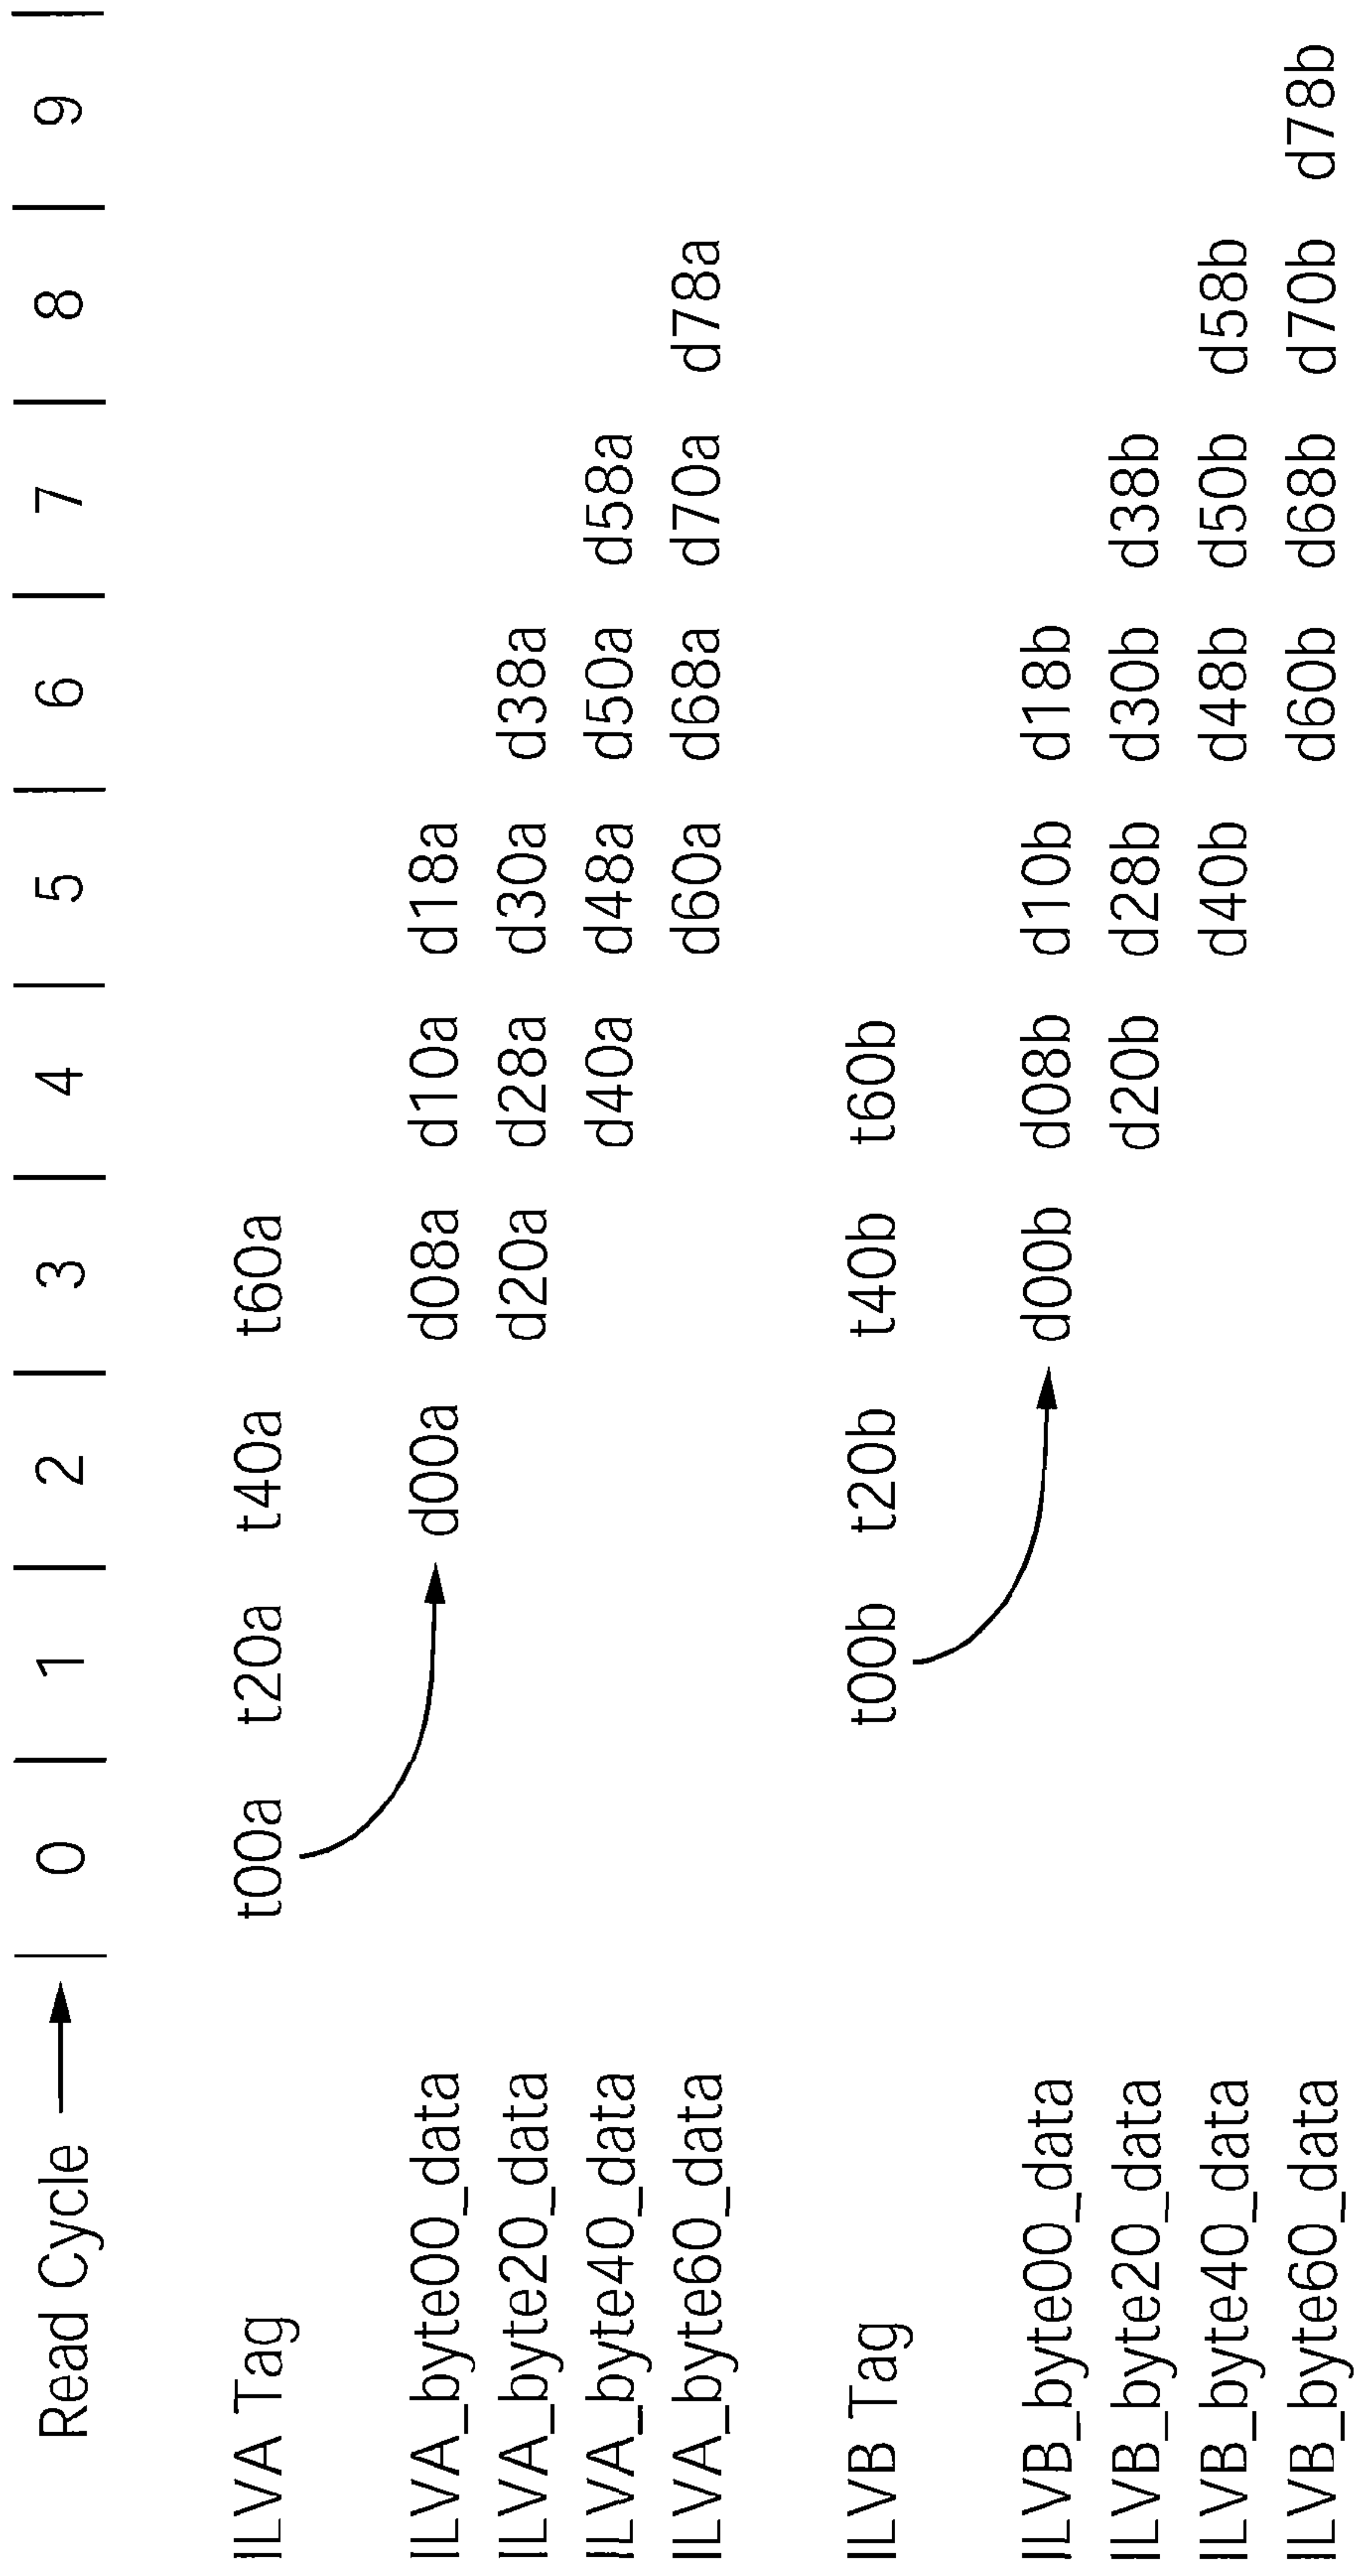 Read Cycle → | 0 | 1 | 2 | 3 | 4 | 5 | 6 | 7 | 8 | 9 |
ILVA Tag t00a t20a t40a t60a
ILVA_byte00_data d00a d08a d10a d18a
ILVA_byte20_data d20a d28a d30a d38a
ILVA_byte40_data d40a d48a d50a d58a
ILVA_byte60_data d60a d68a d70a d78a
ILVB Tag t00b t20b t40b t60b
ILVB_byte00_data d00b d08b d10b d18b
ILVB_byte20_data d20b d28b d30b d38b
ILVB_byte40_data d40b d48b d50b d58b
ILVB_byte60_data d60b d68b d70b d78b